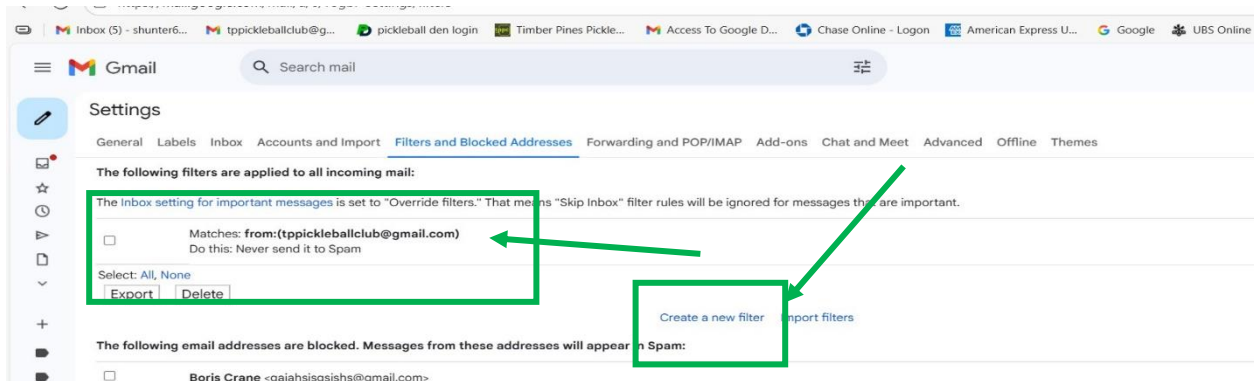 Inbox (5) - shunter6... tppickleballclub@g... pickleball den login Timber Pines Pickle... Access To Google D... Chase Online - Logon American Express U... Google UBS Online
Gmail Search mail
Settings
General Labels Inbox Accounts and Import Filters and Blocked Addresses Forwarding and POP/IMAP Add-ons Chat and Meet Advanced Offline Themes
The following filters are applied to all incoming mail:
The Inbox setting for important messages is set to "Override filters." That means "Skip Inbox" filter rules will be ignored for messages that are important.
Matches: from:(tppickleballclub@gmail.com)
Do this: Never send it to Spam
Select: All, None
Export Delete
Create a new filter Import filters
The following email addresses are blocked. Messages from these addresses will appear in Spam:
Boris Crane <gajahsisgsishs@gmail.com>